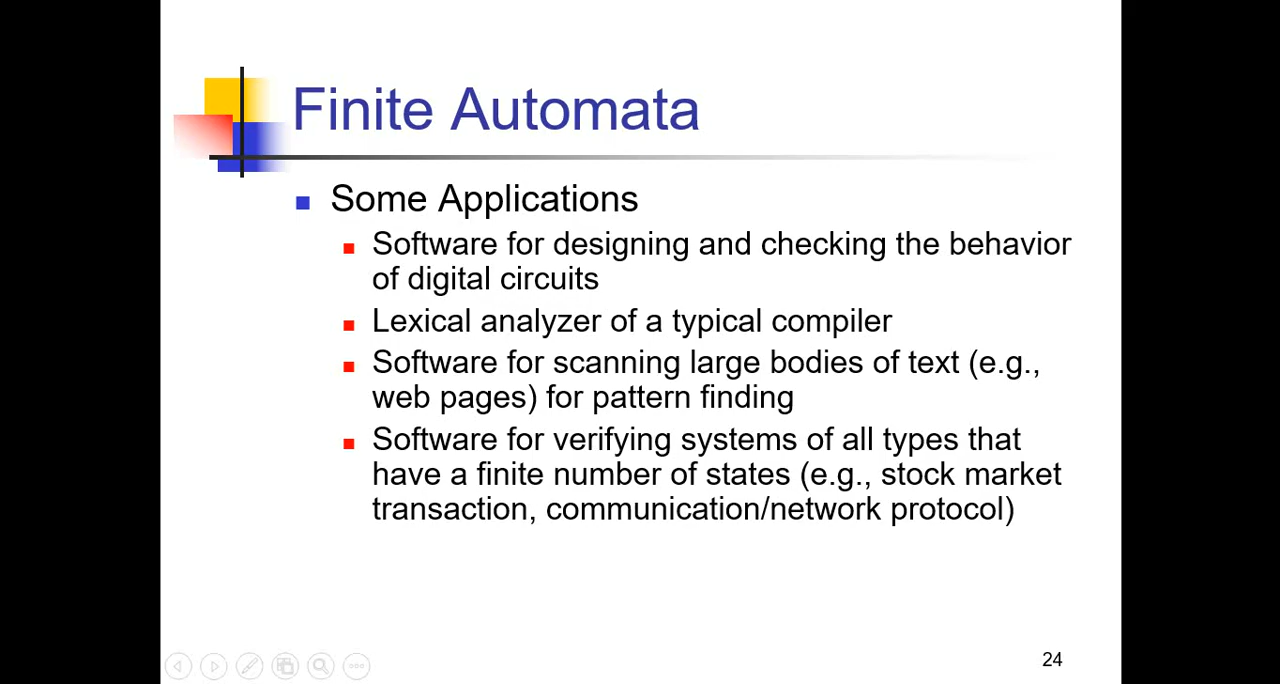 Finite Automata
Some Applications
Software for designing and checking the behavior
of digital circuits
Lexical analyzer of a typical compiler
Software for scanning large bodies of text (e.g.,
web pages) for pattern finding
Software for verifying systems of all types that
have a finite number of states (e.g., stock market
transaction, communication/network protocol)
24